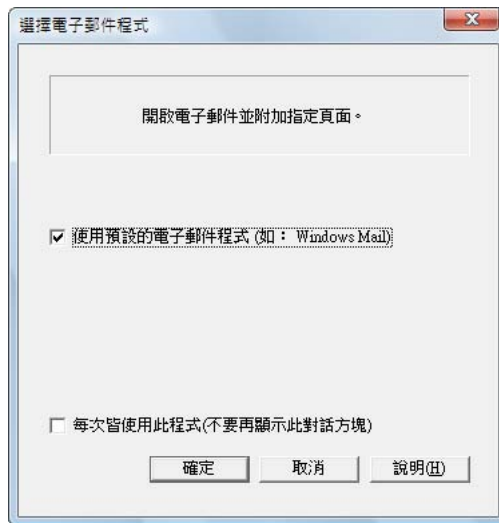 選擇電子郵件程式
開啟電子郵件並附加指定頁面。
使用預設的電子郵件程式 (如： Windows Mail)
每次皆使用此程式(不要再顯示此對話方塊)
確定 取消 說明(H)